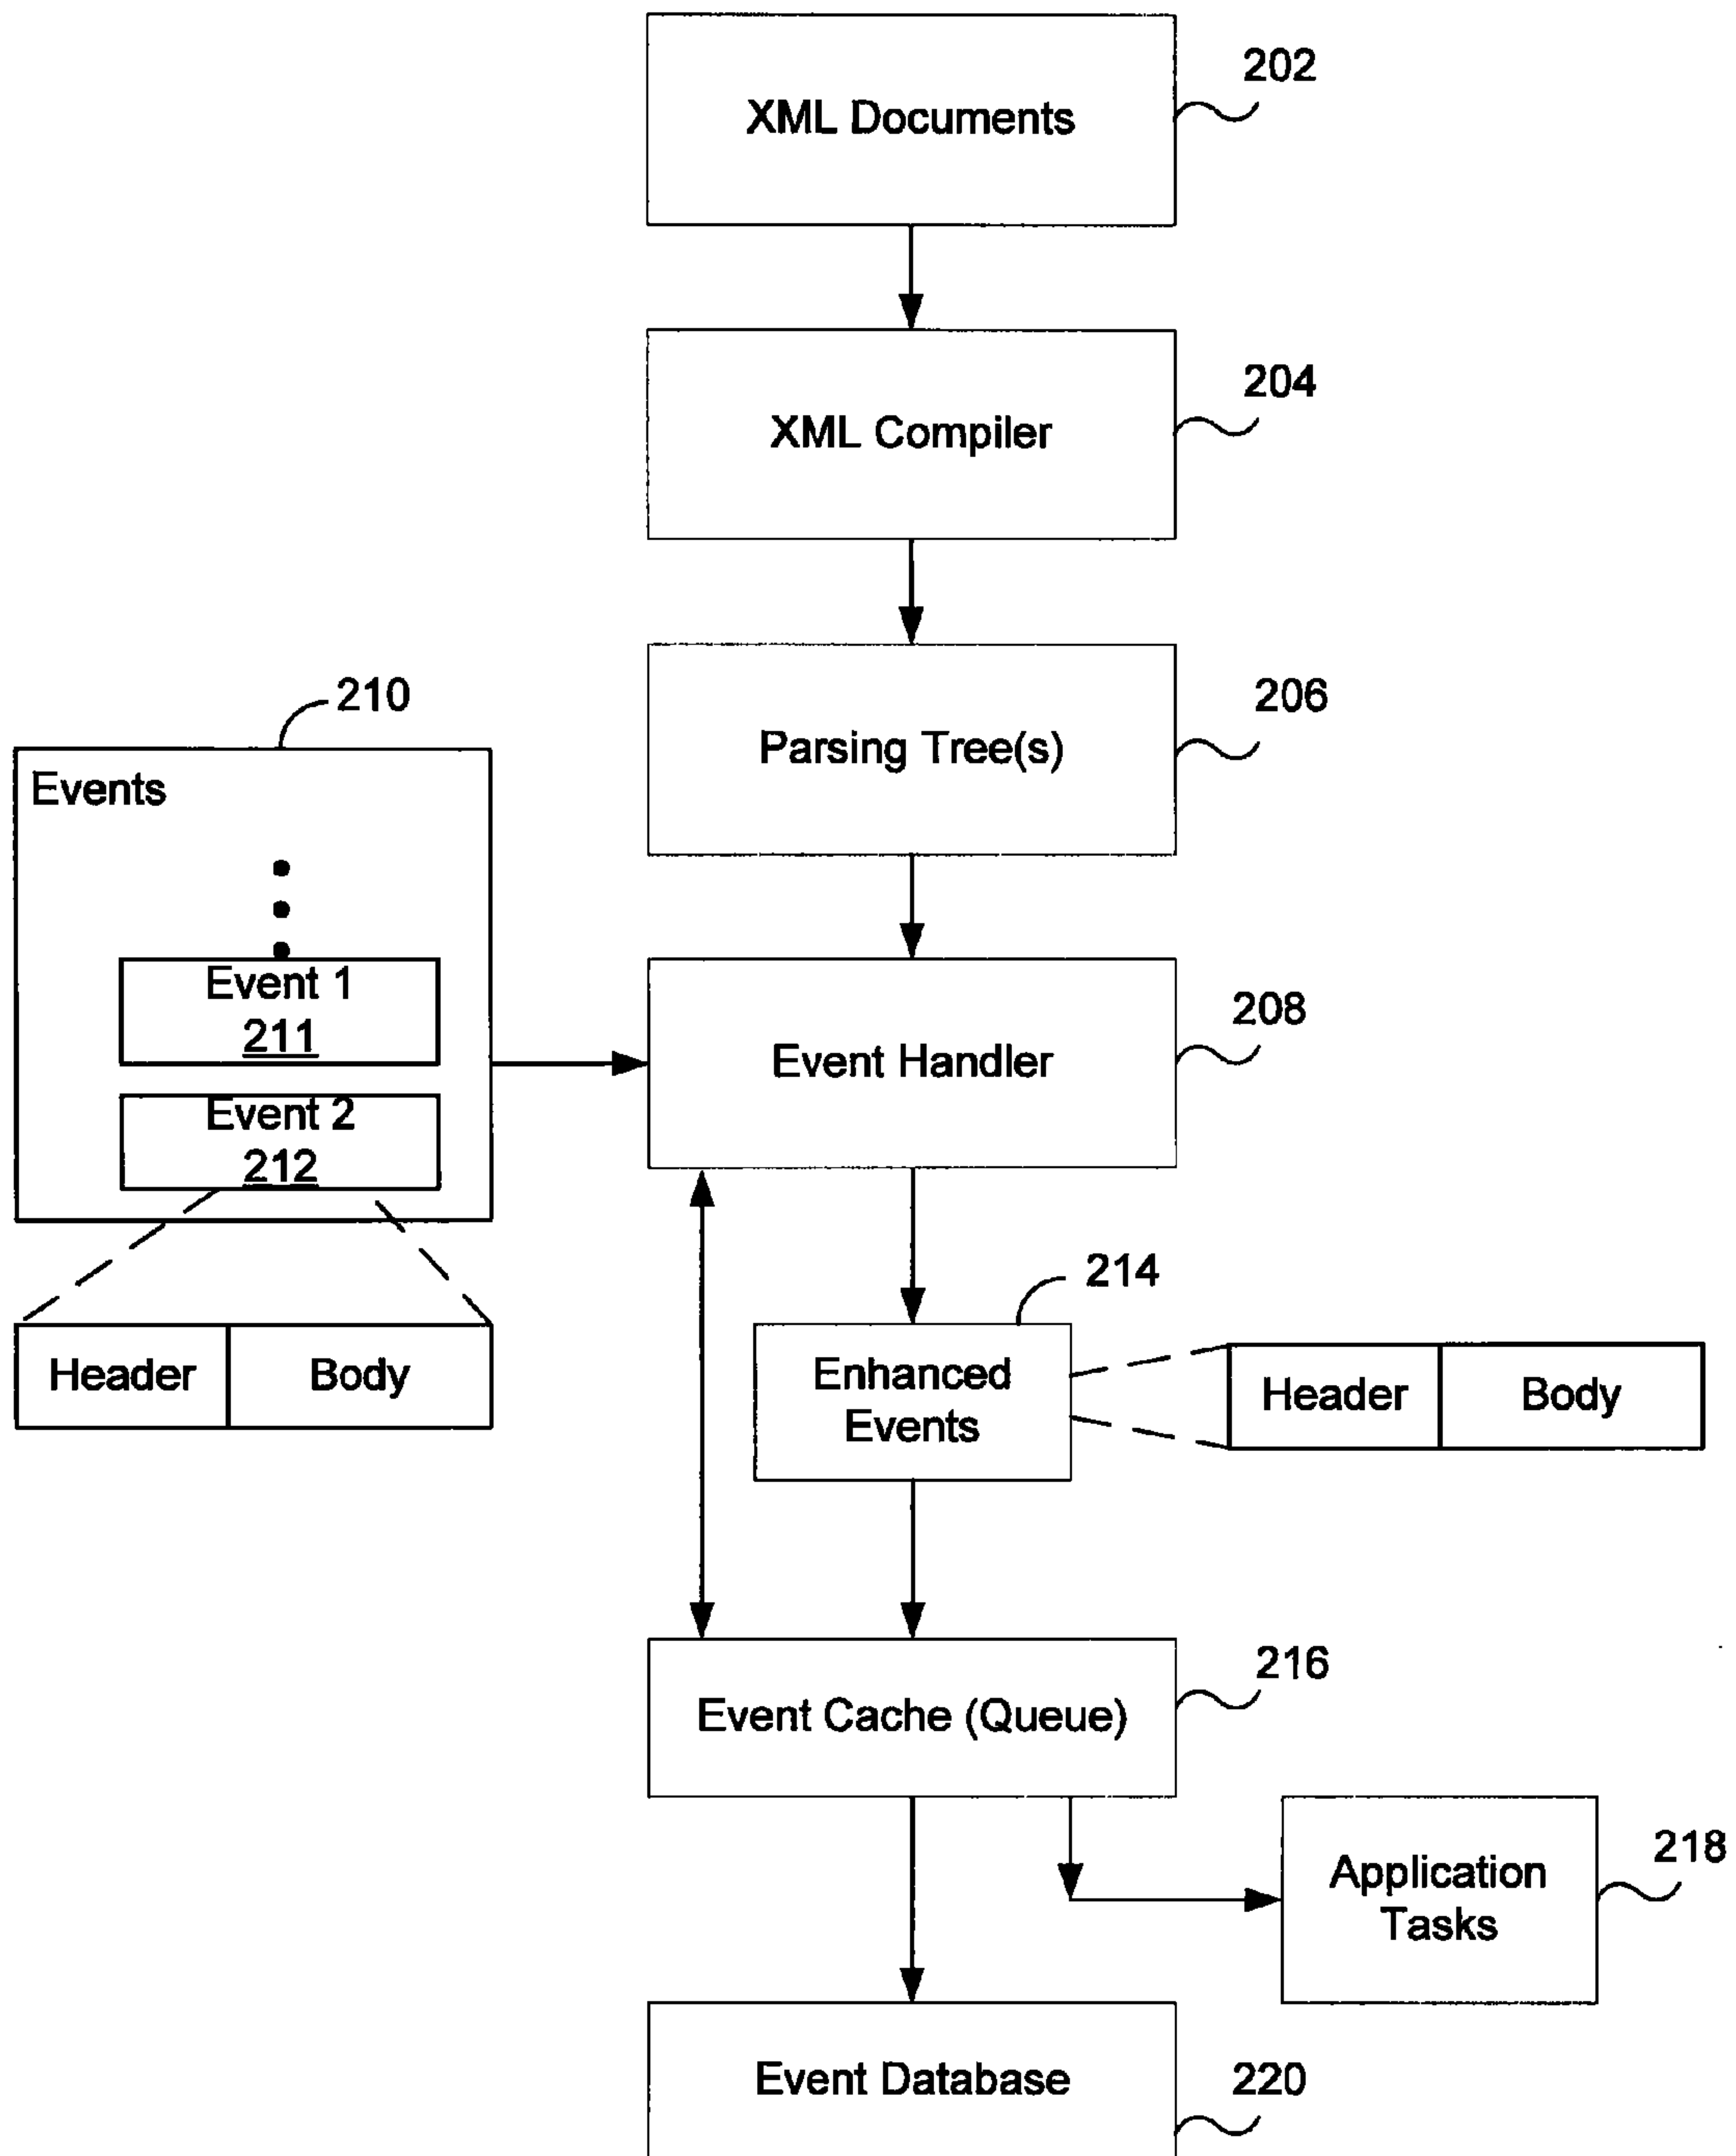 XML Documents
202
XML Compiler
204
Parsing Tree(s)
206
210
Events
Event 1
211
Event 2
212
Header
Body
Event Handler
208
214
Enhanced
Events
Header
Body
Event Cache (Queue)
216
Application
Tasks
218
Event Database
220